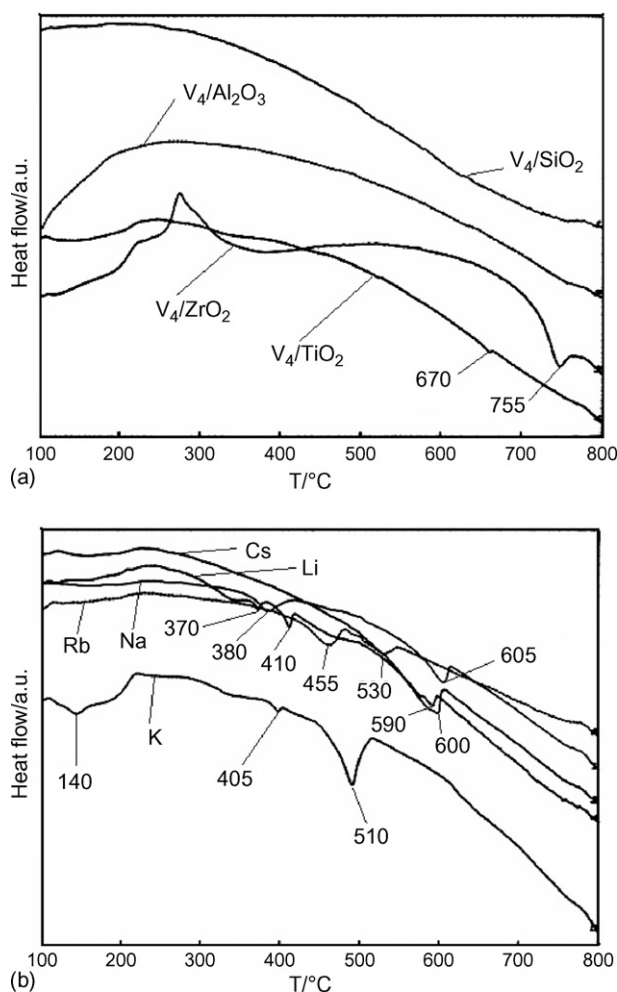 (a)
Heat flow/a.u.
V4/Al2O3
V4/SiO2
V4/ZrO2
V4/TiO2
670
755
100 200 300 400 500 600 700 800
T/°C
(b)
Heat flow/a.u.
Cs
Li
Rb
Na
370
380
410
455
530
605
590
600
K
140
405
510
100 200 300 400 500 600 700 800
T/°C